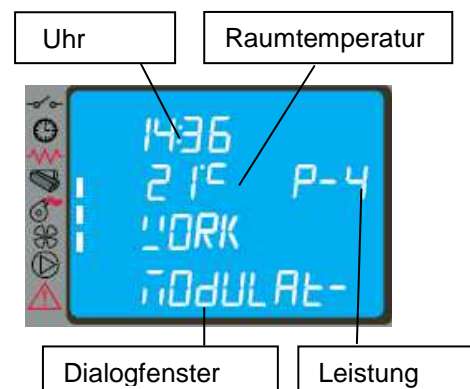 Uhr
Raumtemperatur
14:36
21°C P-4
WORK
MODULAT-
Dialogfenster
Leistung